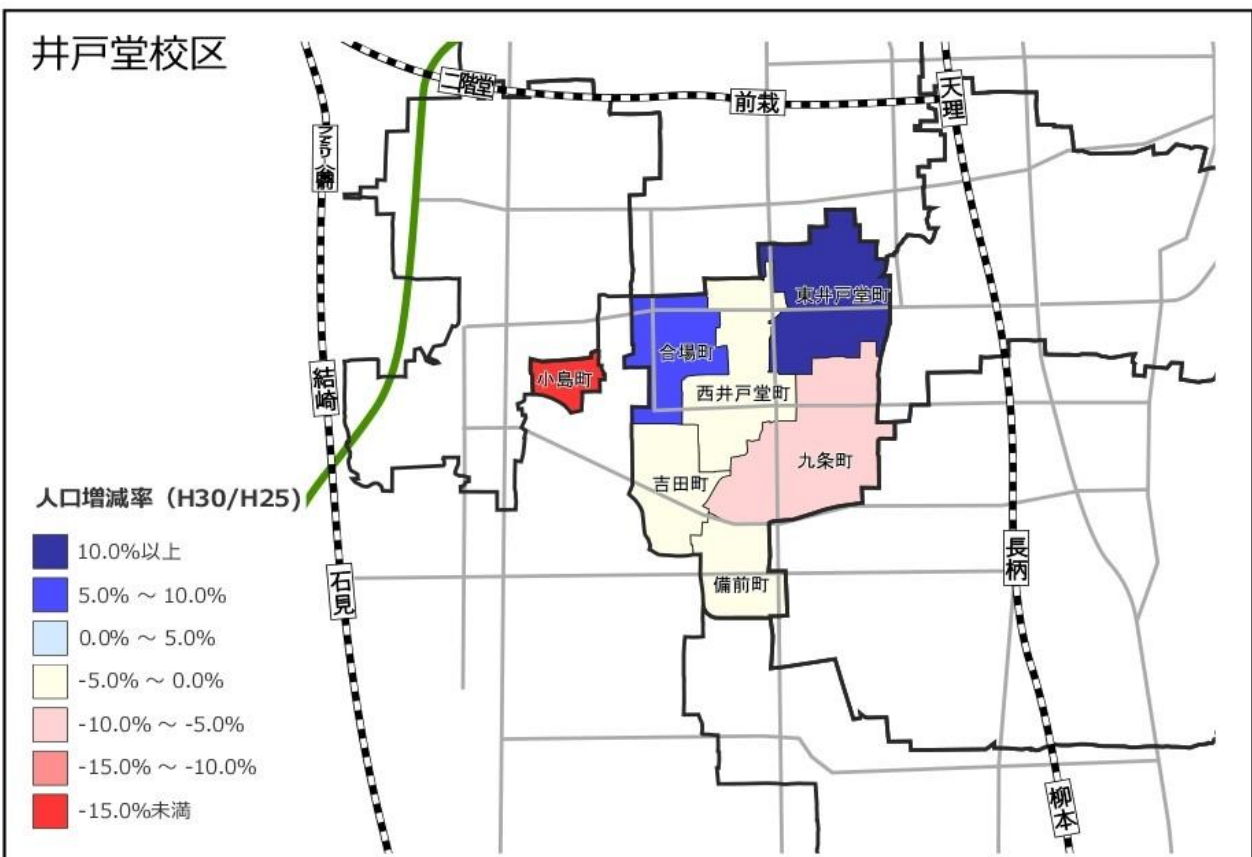 井戸堂校区
二階堂
前栽
天理
ファミリー公園前
東井戸堂町
合場町
小島町
西井戸堂町
結崎
九条町
吉田町
人口増減率（H30/H25）
10.0%以上
5.0% ～ 10.0%
0.0% ～ 5.0%
-5.0% ～ 0.0%
-10.0% ～ -5.0%
-15.0% ～ -10.0%
-15.0%未満
長柄
石見
備前町
柳本